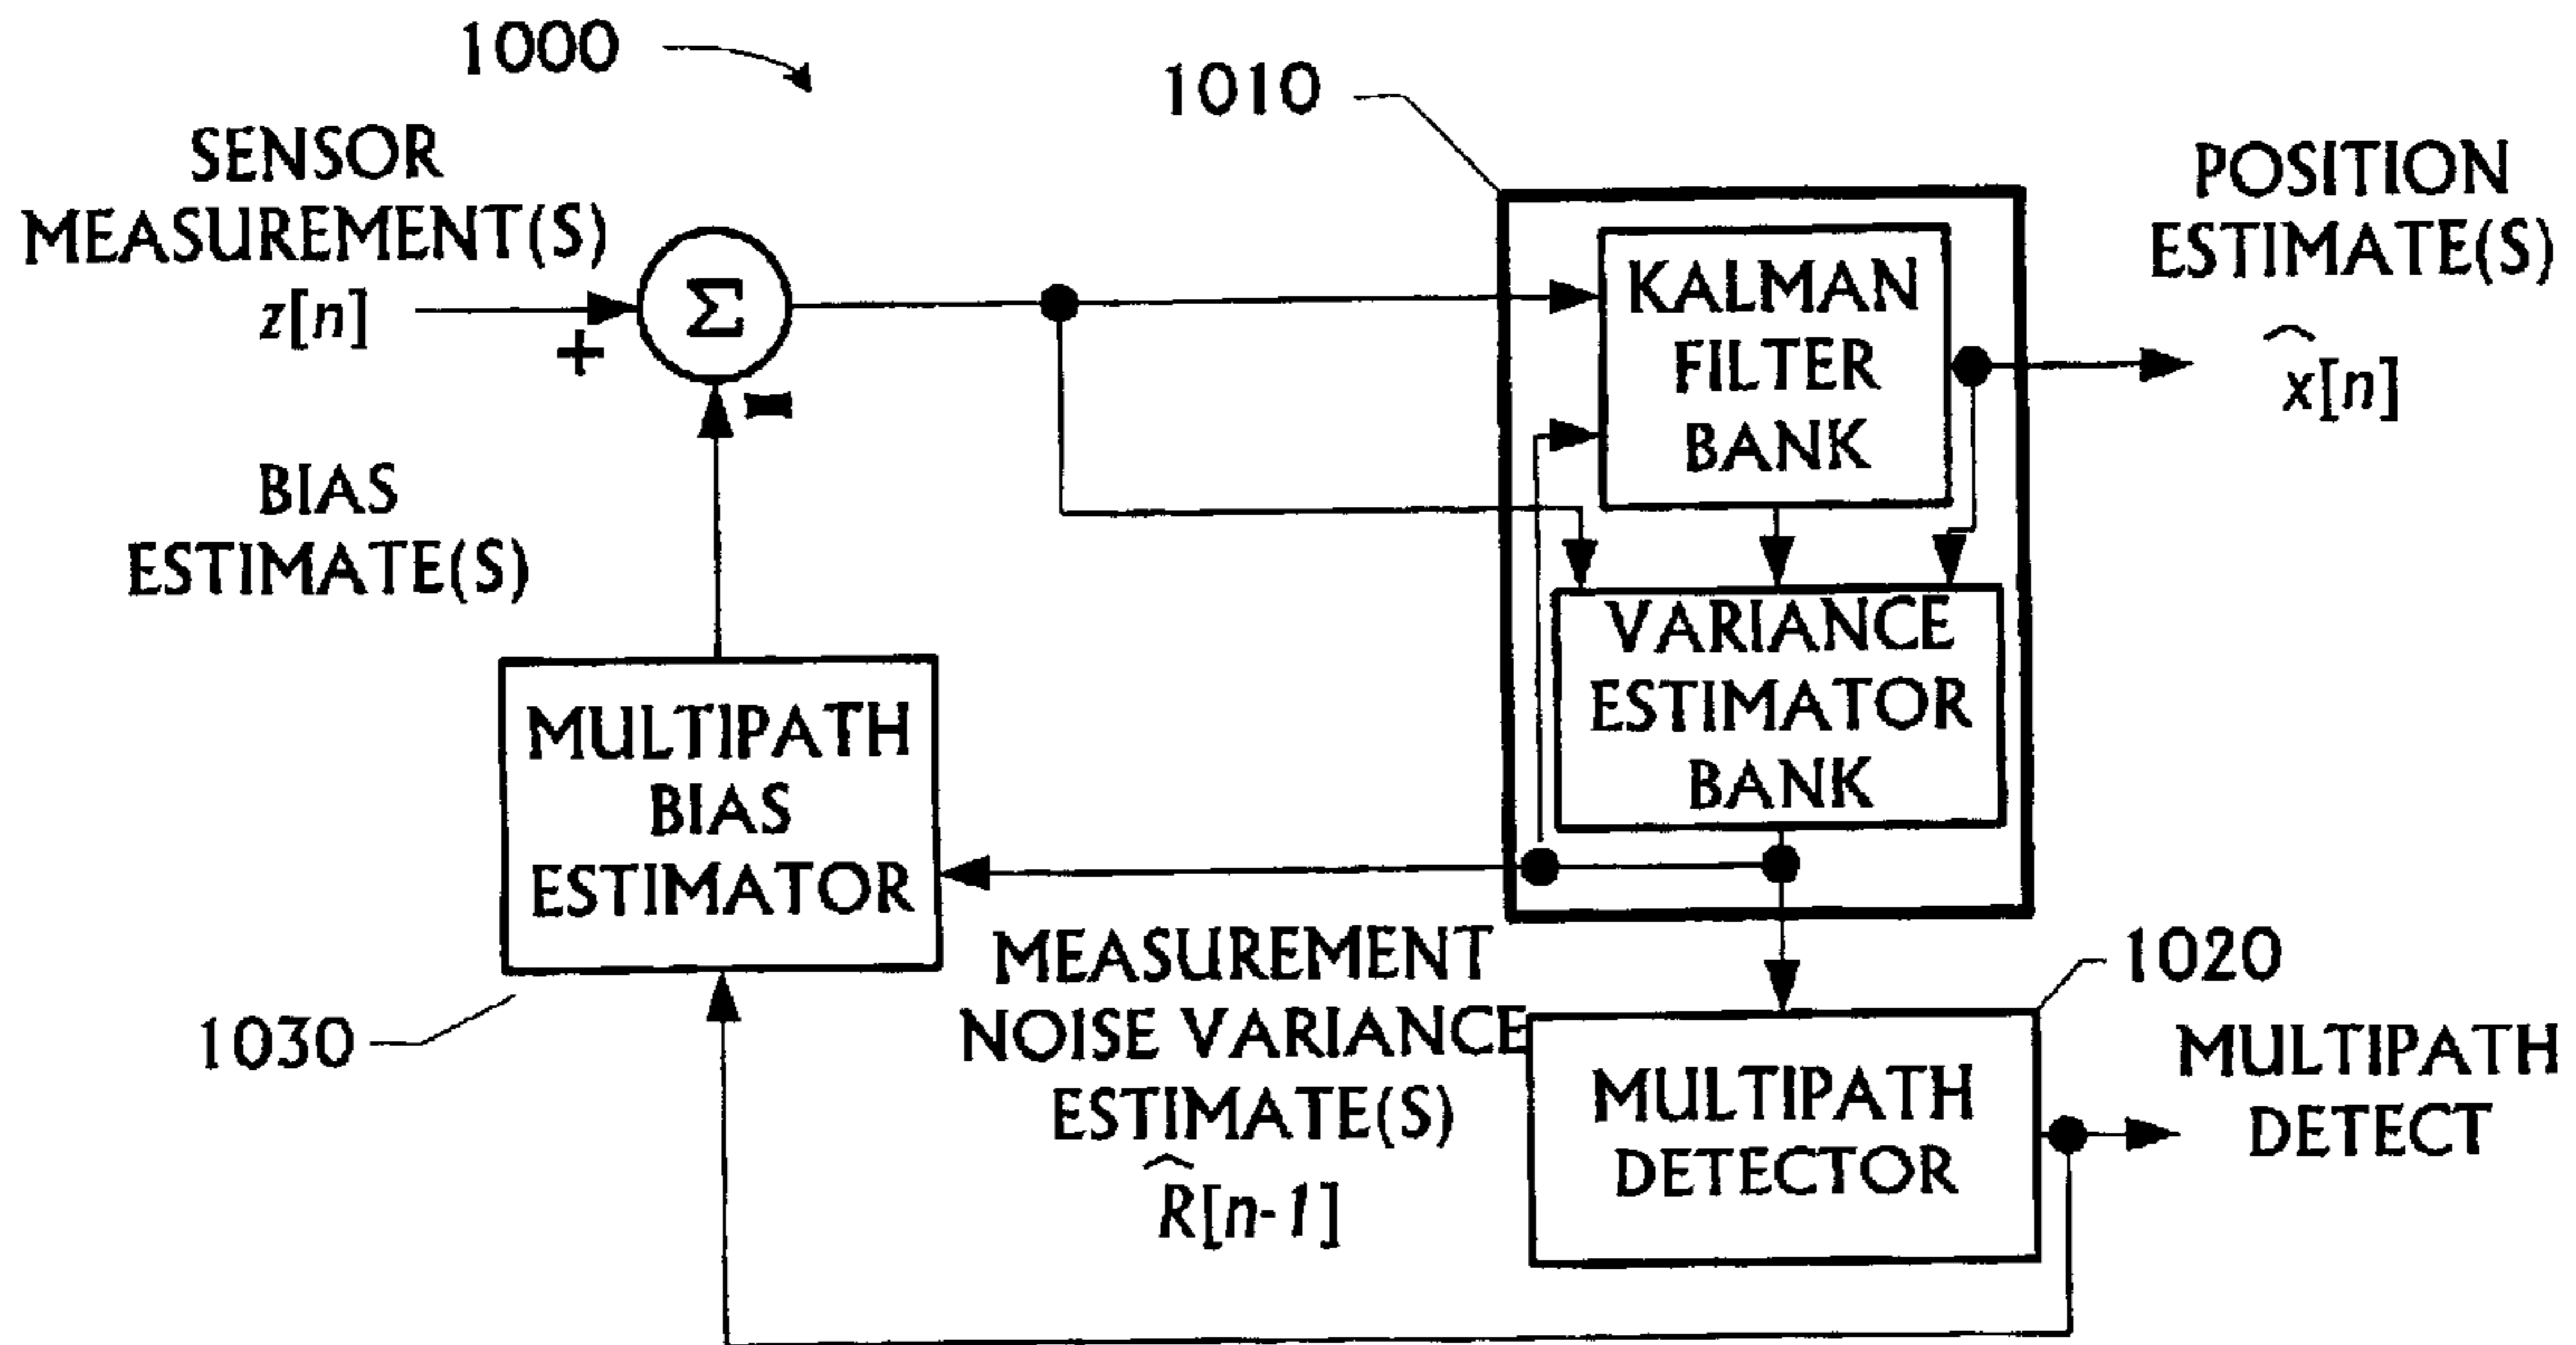 1000
1010
SENSOR
MEASUREMENT(S)
z[n]
+
Σ
−
POSITION
ESTIMATE(S)
x̂[n]
KALMAN
FILTER
BANK
BIAS
ESTIMATE(S)
VARIANCE
ESTIMATOR
BANK
MULTIPATH
BIAS
ESTIMATOR
1030
MEASUREMENT
NOISE VARIANCE
ESTIMATE(S)
R̂[n-1]
1020
MULTIPATH
DETECTOR
MULTIPATH
DETECT